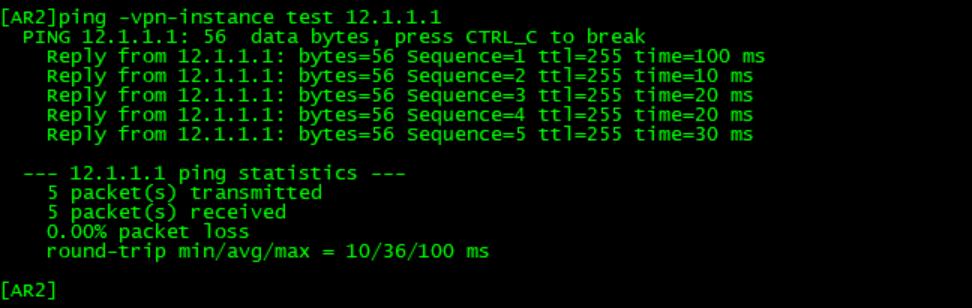 [AR2]ping -vpn-instance test 12.1.1.1
PING 12.1.1.1: 56  data bytes, press CTRL_C to break
Reply from 12.1.1.1: bytes=56 Sequence=1 ttl=255 time=100 ms
Reply from 12.1.1.1: bytes=56 Sequence=2 ttl=255 time=10 ms
Reply from 12.1.1.1: bytes=56 Sequence=3 ttl=255 time=20 ms
Reply from 12.1.1.1: bytes=56 Sequence=4 ttl=255 time=20 ms
Reply from 12.1.1.1: bytes=56 Sequence=5 ttl=255 time=30 ms
--- 12.1.1.1 ping statistics ---
5 packet(s) transmitted
5 packet(s) received
0.00% packet loss
round-trip min/avg/max = 10/36/100 ms
[AR2]